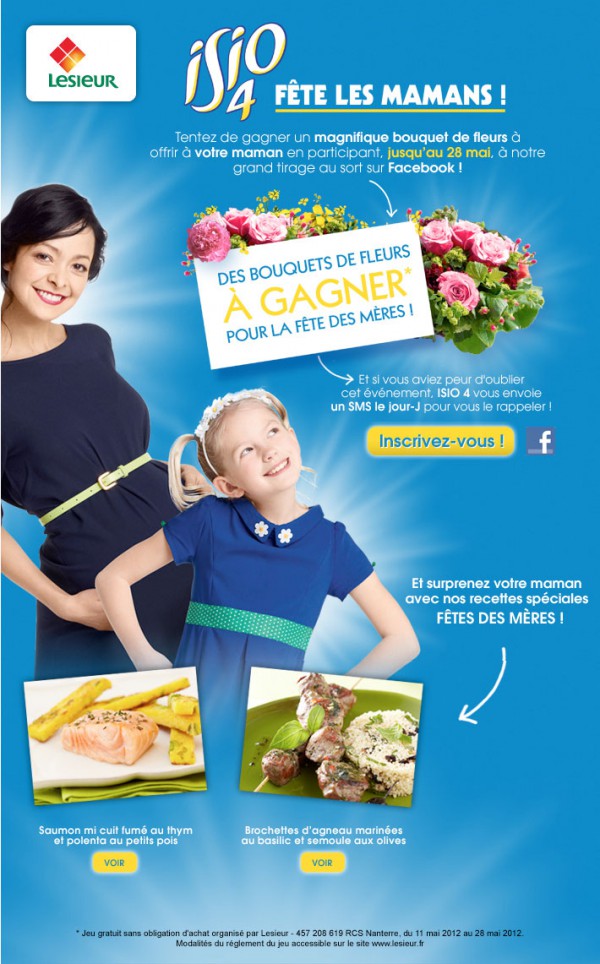 LESIEUR
ISIO 4
FÊTE LES MAMANS !
Tentez de gagner un magnifique bouquet de fleurs à
offrir à votre maman en participant, jusqu'au 28 mai, à notre
grand tirage au sort sur Facebook !
DES BOUQUETS DE FLEURS
À GAGNER*
POUR LA FÊTE DES MÈRES !
Et si vous aviez peur d'oublier
cet événement, ISIO 4 vous envoie
un SMS le jour-J pour vous le rappeler !
Inscrivez-vous !
f
Et surprenez votre maman
avec nos recettes spéciales
FÊTES DES MÈRES !
Saumon mi cuit fumé au thym
et polenta au petits pois
VOIR
Brochettes d'agneau marinées
au basilic et semoule aux olives
VOIR
* Jeu gratuit sans obligation d'achat organisé par Lesieur - 457 208 619 RCS Nanterre, du 11 mai 2012 au 28 mai 2012.
Modalités du réglement du jeu accessible sur le site www.lesieur.fr